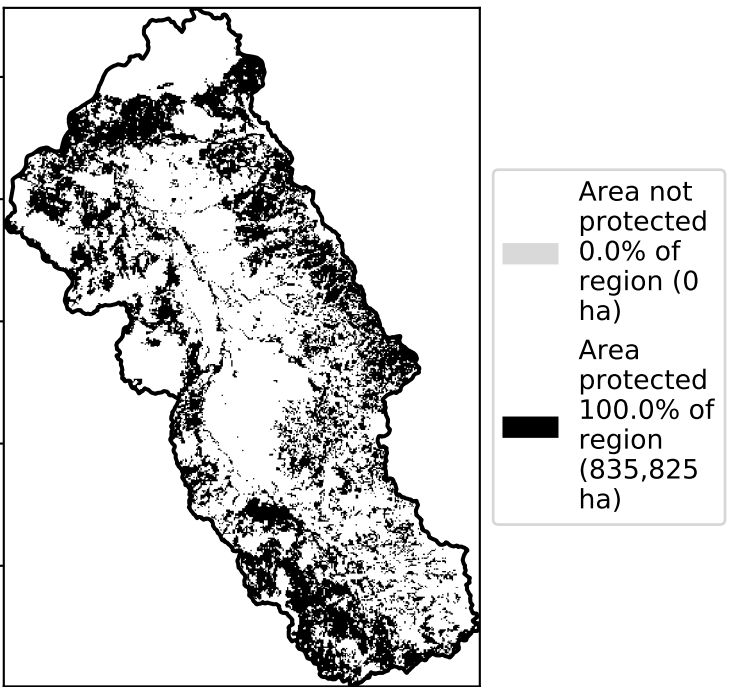 Area not
protected
0.0% of
region (0
ha)
Area
protected
100.0% of
region
(835,825
ha)